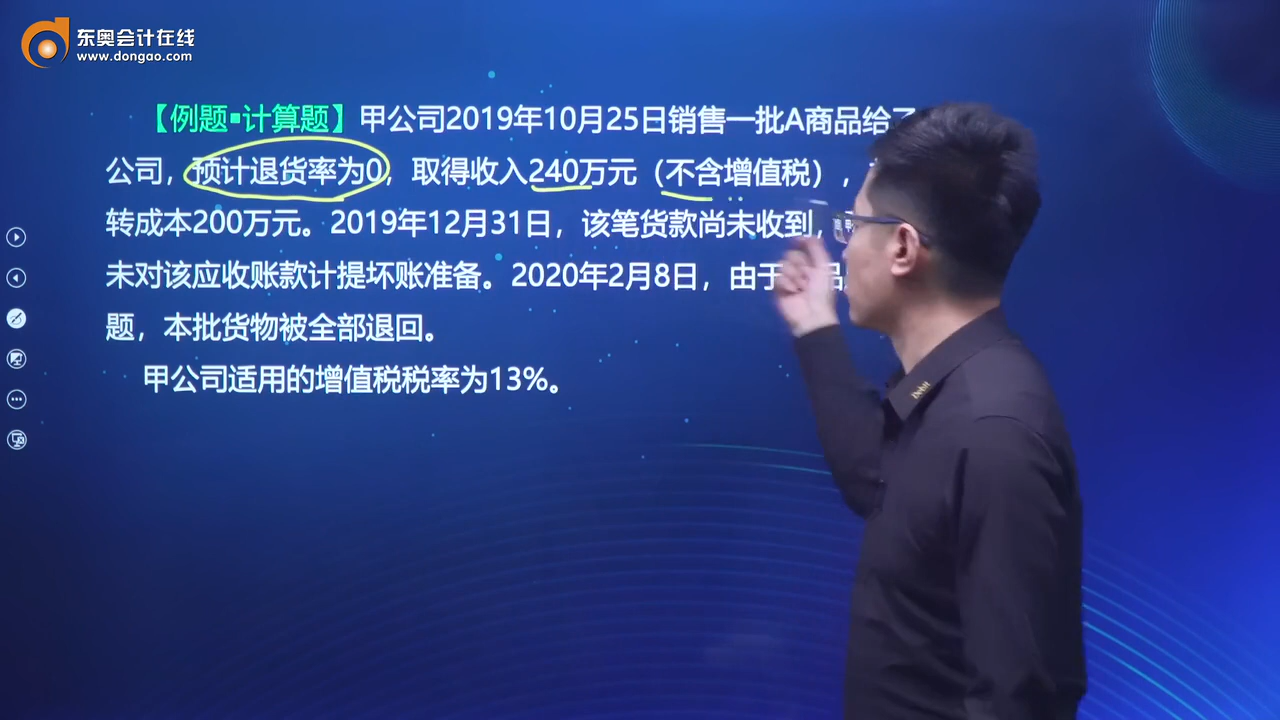 东奥会计在线
www.dongao.com
【例题▪计算题】甲公司2019年10月25日销售一批A商品给
公司，预计退货率为0，取得收入240万元（不含增值税），
转成本200万元。2019年12月31日，该笔货款尚未收到，
未对该应收账款计提坏账准备。2020年2月8日，由于
题，本批货物被全部退回。
甲公司适用的增值税税率为13%。